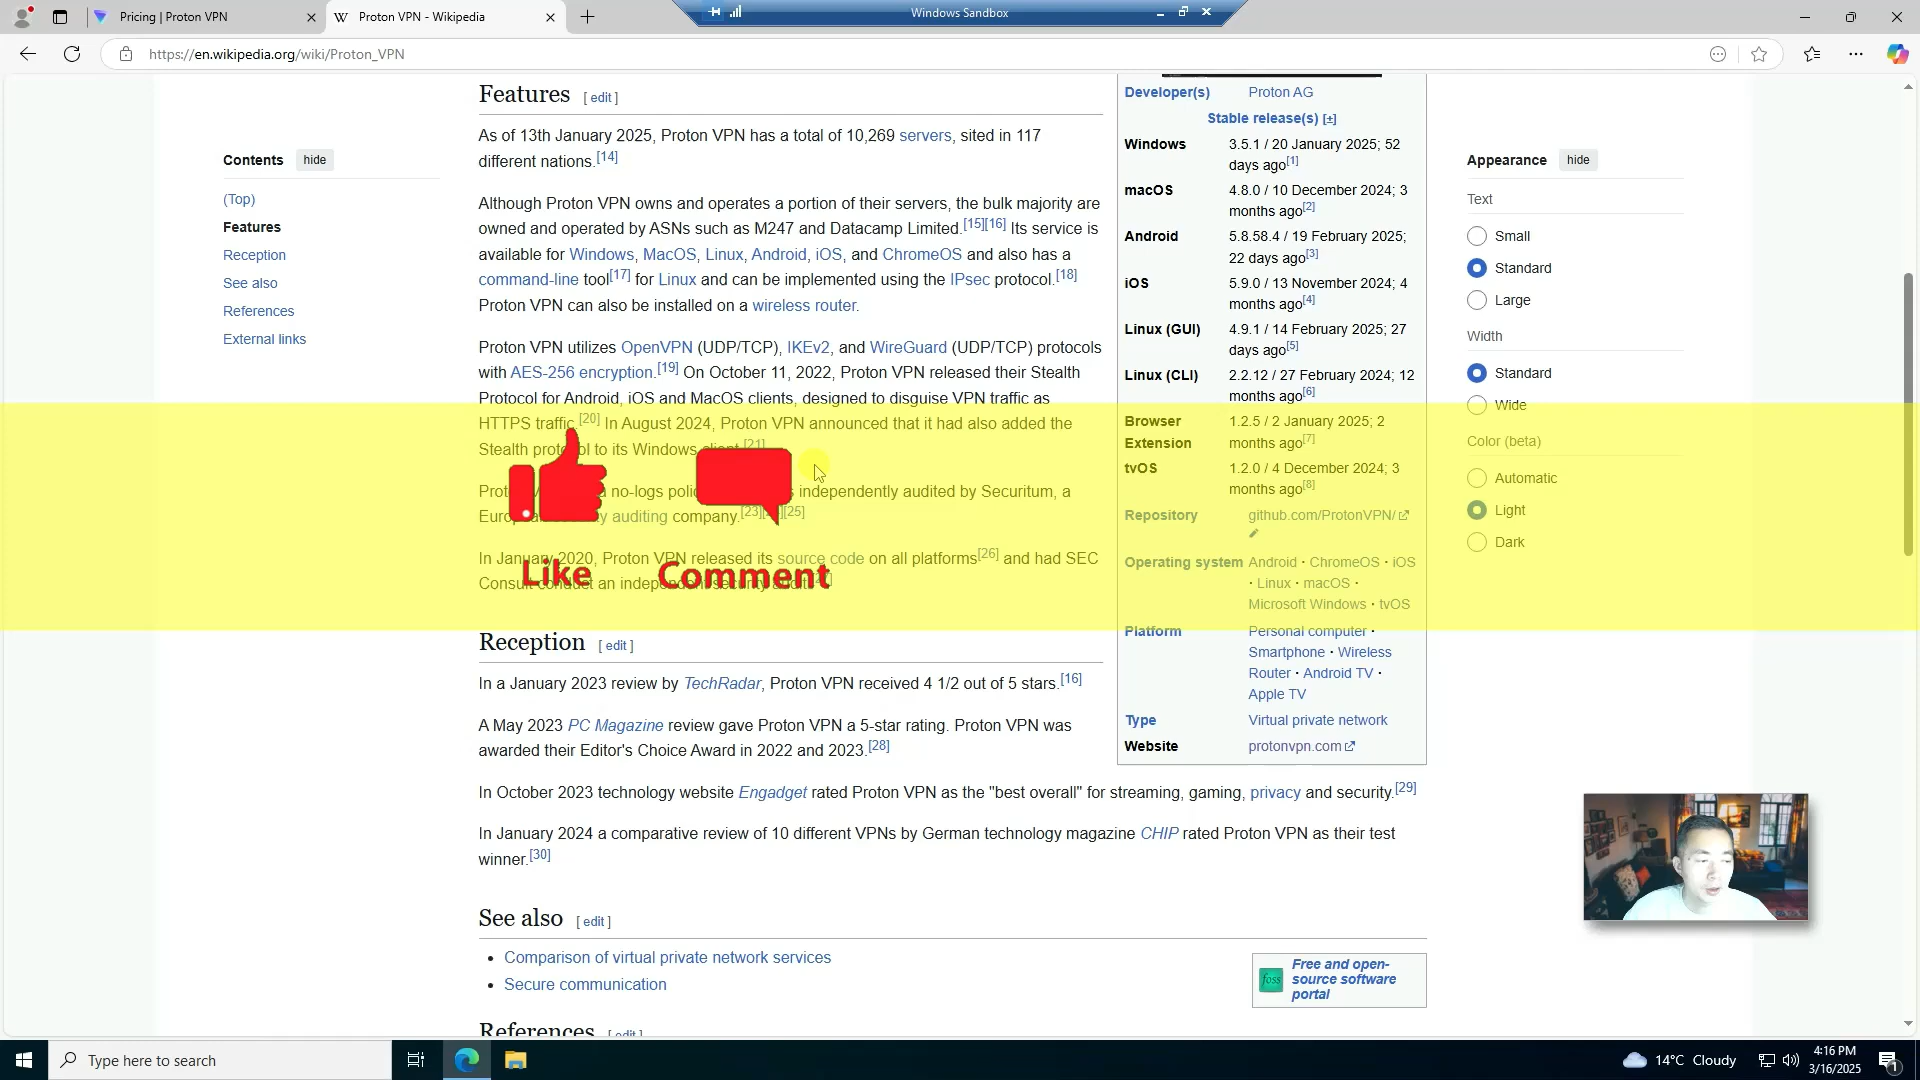 Pricing | Proton VPN
Proton VPN - Wikipedia
Windows Sandbox
https://en.wikipedia.org/wiki/Proton_VPN
Contents hide
(Top)
Features
Reception
See also
References
External links
Features [ edit ]
As of 13th January 2025, Proton VPN has a total of 10,269 servers, sited in 117
different nations.[14]
Although Proton VPN owns and operates a portion of their servers, the bulk majority are
owned and operated by ASNs such as M247 and Datacamp Limited.[15][16] Its service is
available for Windows, MacOS, Linux, Android, iOS, and ChromeOS and also has a
command-line tool[17] for Linux and can be implemented using the IPsec protocol.[18]
Proton VPN can also be installed on a wireless router.
Proton VPN utilizes OpenVPN (UDP/TCP), IKEv2, and WireGuard (UDP/TCP) protocols
with AES-256 encryption.[19] On October 11, 2022, Proton VPN released their Stealth
Protocol for Android, iOS and MacOS clients, designed to disguise VPN traffic as
HTTPS traffic.[20] In August 2024, Proton VPN announced that it had also added the
Stealth protocol to its Windows client.[21]
no-logs independently audited by Securitum, a
auditing company.[23] [25]
In January 2020, Proton VPN released its source code on all platforms[26] and had SEC
Consult conduct an independent security audit.
Like
Comment
Reception [ edit ]
In a January 2023 review by TechRadar, Proton VPN received 4 1/2 out of 5 stars.[16]
A May 2023 PC Magazine review gave Proton VPN a 5-star rating. Proton VPN was
awarded their Editor's Choice Award in 2022 and 2023.[28]
In October 2023 technology website Engadget rated Proton VPN as the "best overall" for streaming, gaming, privacy and security.[29]
In January 2024 a comparative review of 10 different VPNs by German technology magazine CHIP rated Proton VPN as their test
winner.[30]
See also [ edit ]
• Comparison of virtual private network services
• Secure communication
References [ edit ]
Developer(s) Proton AG
Stable release(s) [±]
Windows 3.5.1 / 20 January 2025; 52
days ago[1]
macOS 4.8.0 / 10 December 2024; 3
months ago[2]
Android 5.8.58.4 / 19 February 2025;
22 days ago[3]
iOS 5.9.0 / 13 November 2024; 4
months ago[4]
Linux (GUI) 4.9.1 / 14 February 2025; 27
days ago[5]
Linux (CLI) 2.2.12 / 27 February 2024; 12
months ago[6]
Browser 1.2.5 / 2 January 2025; 2
Extension months ago[7]
tvOS 1.2.0 / 4 December 2024; 3
months ago[8]
Repository github.com/ProtonVPN/
Operating system Android · ChromeOS · iOS
· Linux · macOS ·
Microsoft Windows · tvOS
Platform Personal computer ·
Smartphone · Wireless
Router · Android TV ·
Apple TV
Type Virtual private network
Website protonvpn.com
foss
Free and open-
source software
portal
Appearance hide
Text
Small
Standard
Large
Width
Standard
Wide
Color (beta)
Automatic
Light
Dark
Type here to search
14°C Cloudy
4:16 PM
3/16/2025
1